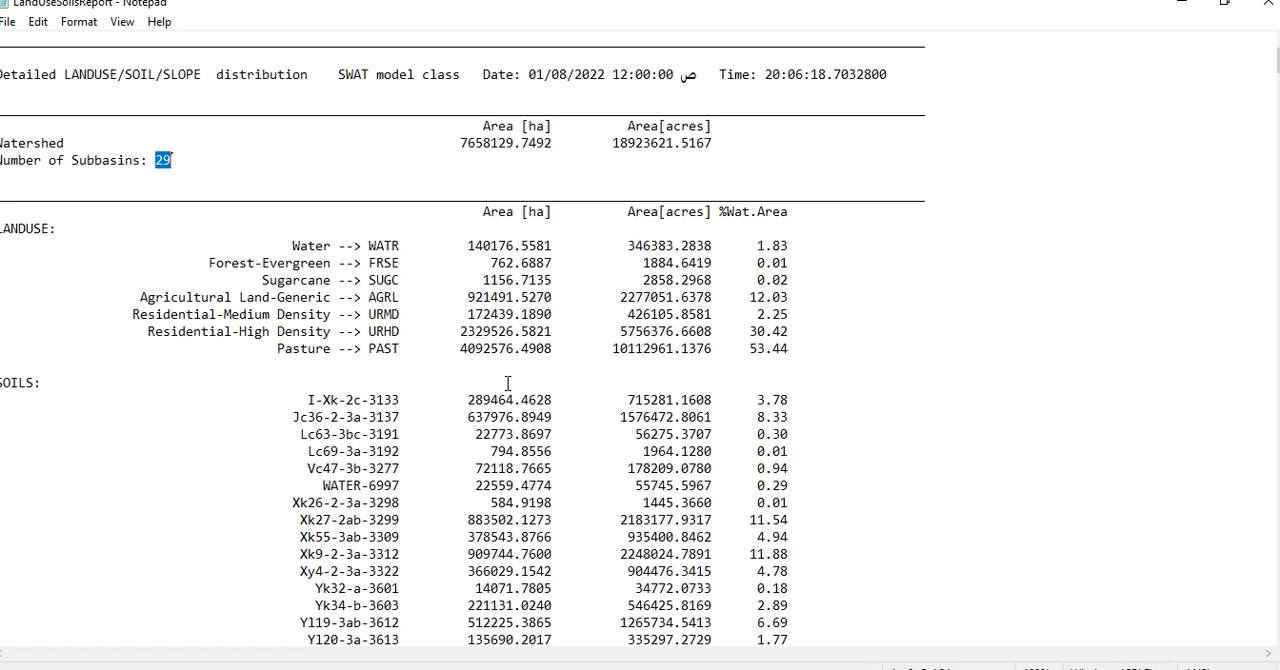 LandUseSoilsReport - Notepad
File Edit Format View Help
Detailed LANDUSE/SOIL/SLOPE distribution SWAT model class Date: 01/08/2022 12:00:00 ص Time: 20:06:18.7032800
Area [ha] Area[acres]
Watershed 7658129.7492 18923621.5167
Number of Subbasins: 29
Area [ha] Area[acres] %Wat.Area
LANDUSE:
Water --> WATR 140176.5581 346383.2838 1.83
Forest-Evergreen --> FRSE 762.6887 1884.6419 0.01
Sugarcane --> SUGC 1156.7135 2858.2968 0.02
Agricultural Land-Generic --> AGRL 921491.5270 2277051.6378 12.03
Residential-Medium Density --> URMD 172439.1890 426105.8581 2.25
Residential-High Density --> URHD 2329526.5821 5756376.6608 30.42
Pasture --> PAST 4092576.4908 10112961.1376 53.44
SOILS:
I-Xk-2c-3133 289464.4628 715281.1608 3.78
Jc36-2-3a-3137 637976.8949 1576472.8061 8.33
Lc63-3bc-3191 22773.8697 56275.3707 0.30
Lc69-3a-3192 794.8556 1964.1280 0.01
Vc47-3b-3277 72118.7665 178209.0780 0.94
WATER-6997 22559.4774 55745.5967 0.29
Xk26-2-3a-3298 584.9198 1445.3660 0.01
Xk27-2ab-3299 883502.1273 2183177.9317 11.54
Xk55-3ab-3309 378543.8766 935400.8462 4.94
Xk9-2-3a-3312 909744.7600 2248024.7891 11.88
Xy4-2-3a-3322 366029.1542 904476.3415 4.78
Yk32-a-3601 14071.7805 34772.0733 0.18
Yk34-b-3603 221131.0240 546425.8169 2.89
Yl19-3ab-3612 512225.3865 1265734.5413 6.69
Yl20-3a-3613 135690.2017 335297.2729 1.77